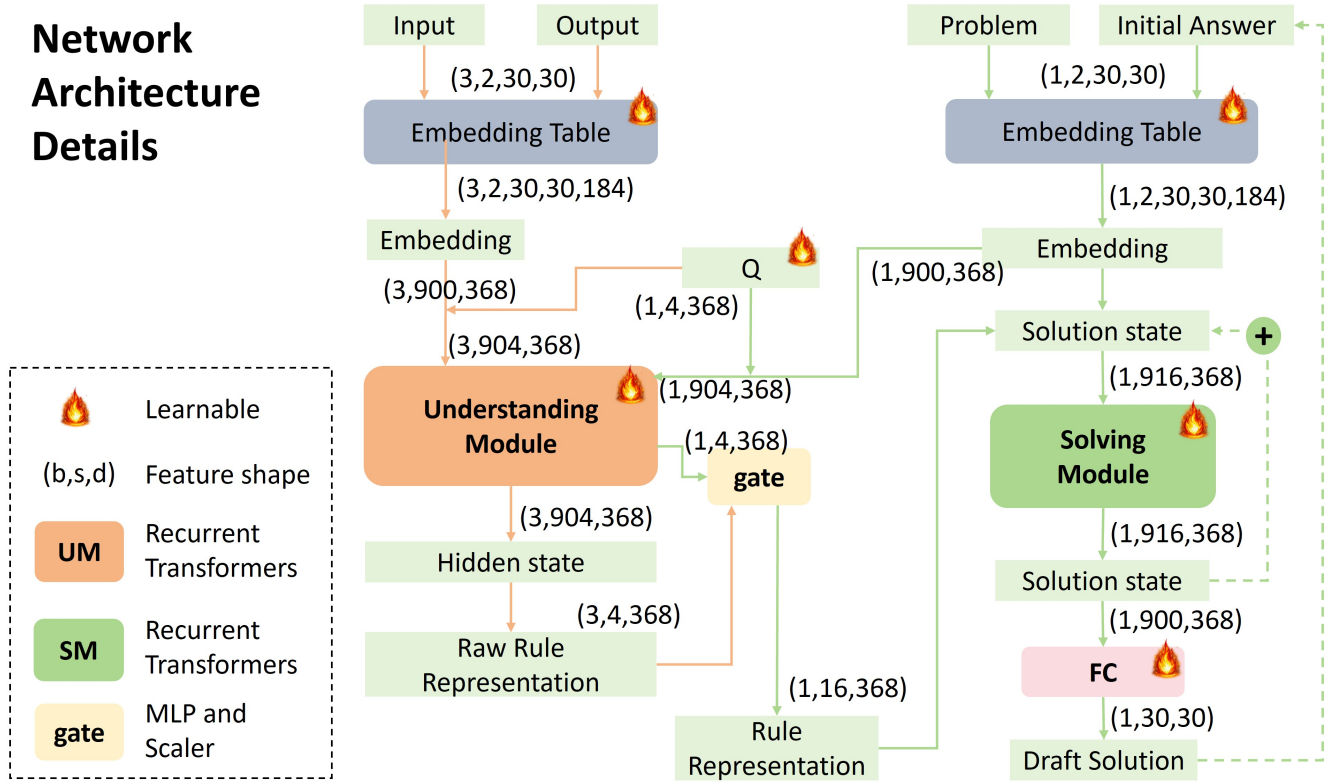 Network
Architecture
Details
Input
Output
(3,2,30,30)
Embedding Table
(3,2,30,30,184)
Embedding
(3,900,368)
Q
(1,4,368)
(3,904,368)
Understanding
Module
(1,904,368)
(1,4,368)
gate
(3,904,368)
Hidden state
(3,4,368)
Raw Rule
Representation
(1,16,368)
Rule
Representation
Problem
Initial Answer
(1,2,30,30)
Embedding Table
(1,2,30,30,184)
Embedding
(1,900,368)
Solution state
+
(1,916,368)
Solving
Module
(1,916,368)
Solution state
(1,900,368)
FC
(1,30,30)
Draft Solution
Learnable
(b,s,d)
Feature shape
UM
Recurrent
Transformers
SM
Recurrent
Transformers
gate
MLP and
Scaler